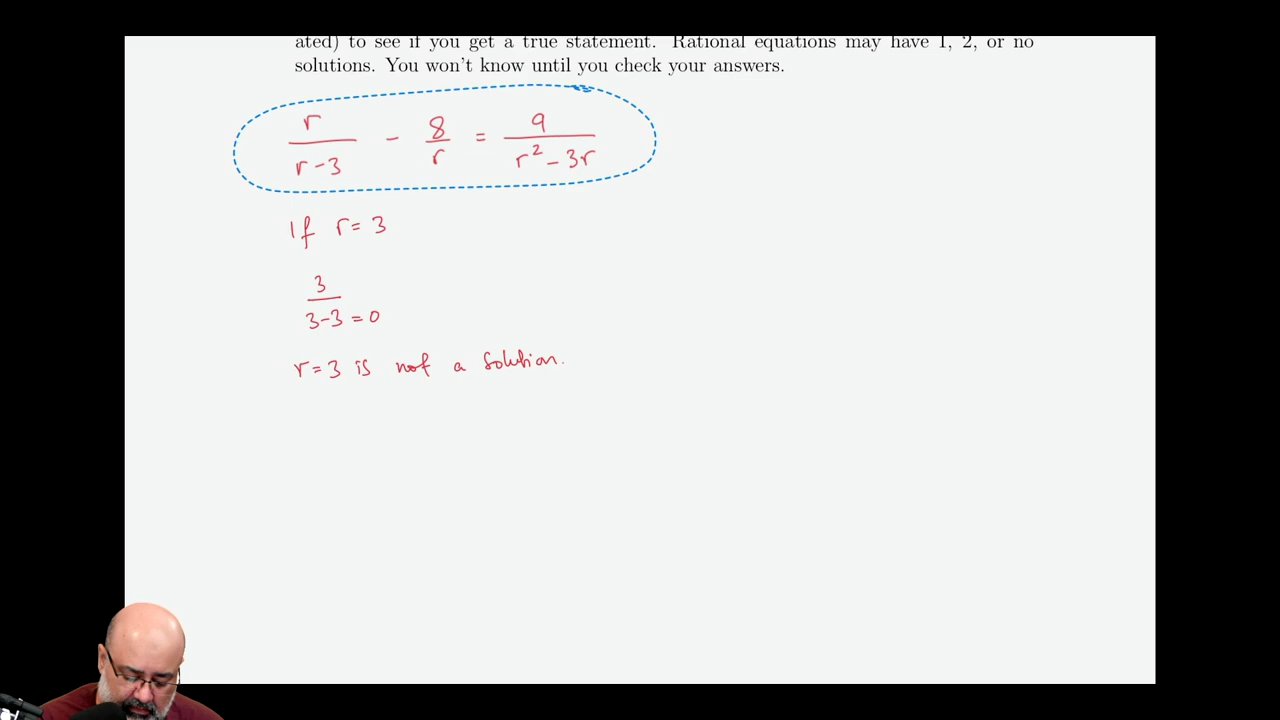 ated) to see if you get a true statement. Rational equations may have 1, 2, or no
solutions. You won't know until you check your answers.
r/(r-3) - 8/r = 9/(r² - 3r)
If r = 3
3/(3-3 = 0)
r = 3 is not a solution.